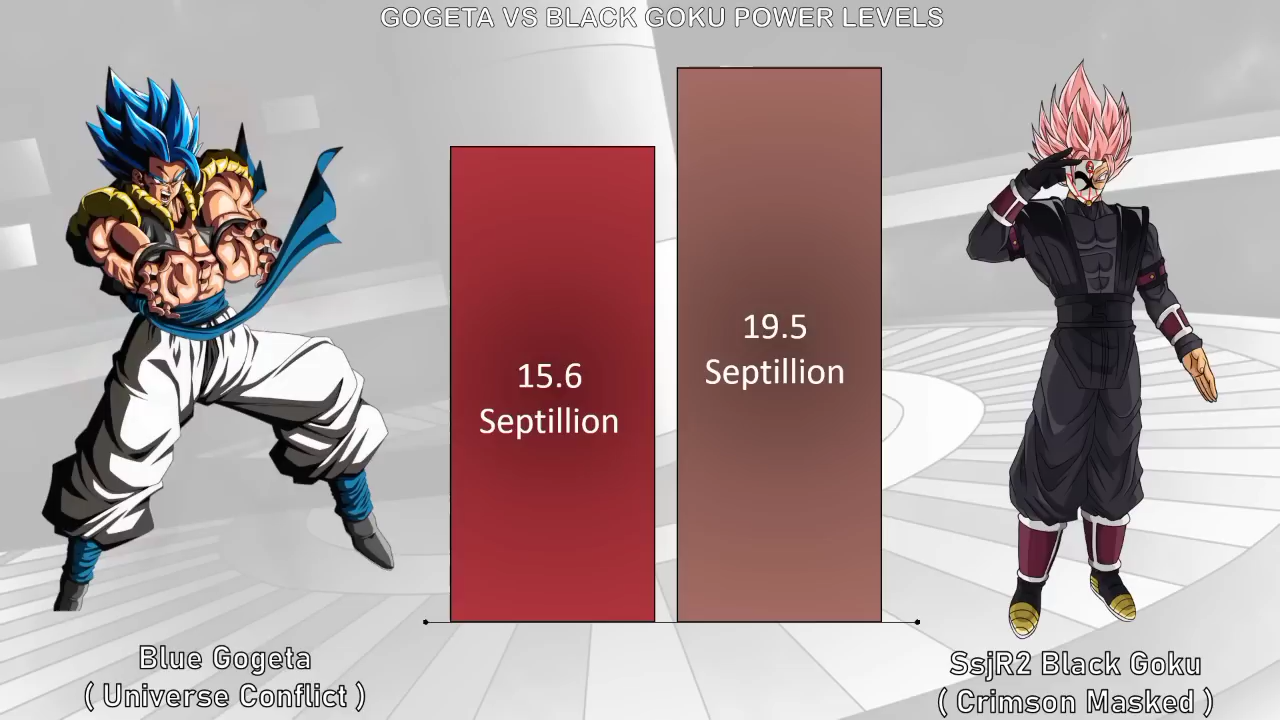 GOGETA VS BLACK GOKU POWER LEVELS
15.6
Septillion
19.5
Septillion
Blue Gogeta
( Universe Conflict )
SsjR2 Black Goku
( Crimson Masked )